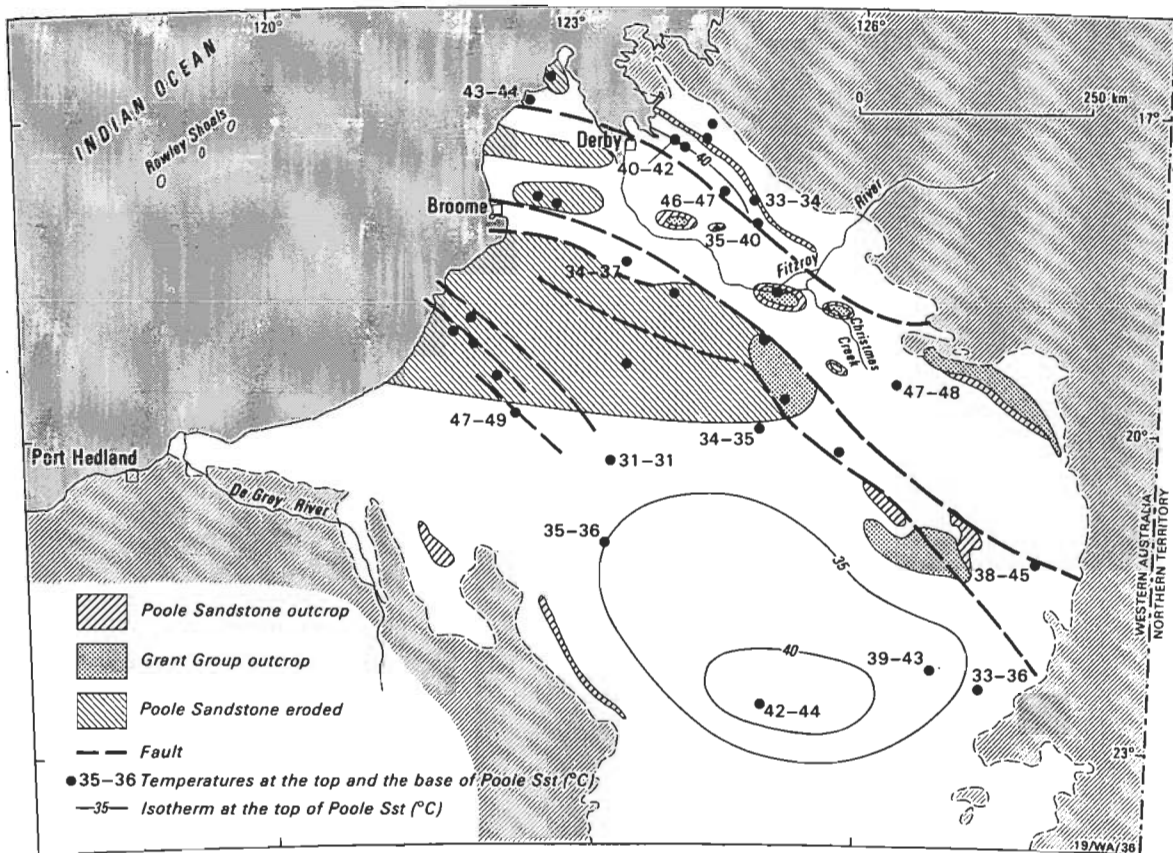 120°
123°
126°
INDIAN OCEAN
Rowley Shoals
0 250 km
17°
43-44
Derby
40
40-42
46-47
33-34
River
Broome
35-40
Fitzroy
34-37
Christmas
Creek
47-48
47-49
34-35
20°
31-31
Port Hedland
De Grey River
35-36
35
38-45
WESTERN AUSTRALIA
NORTHERN TERRITORY
40
39-43
33-36
42-44
23°
Poole Sandstone outcrop
Grant Group outcrop
Poole Sandstone eroded
Fault
35-36 Temperatures at the top and the base of Poole Sst (°C)
35 Isotherm at the top of Poole Sst (°C)
19/WA/36